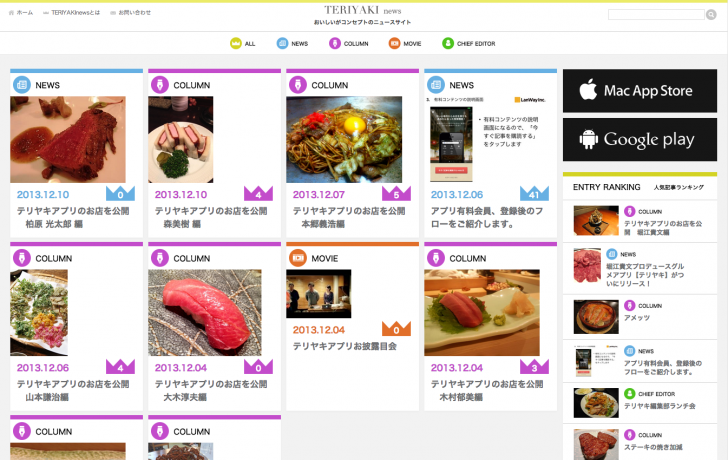 ホーム
TERIYAKInewsとは
お問い合わせ
TERIYAKI news
おいしいがコンセプトのニュースサイト
ALL
NEWS
COLUMN
MOVIE
CHIEF EDITOR
NEWS
2013.12.10
0
テリヤキアプリのお店を公開
柏原 光太郎 編
COLUMN
2013.12.10
4
テリヤキアプリのお店を公開
森美樹 編
COLUMN
2013.12.07
5
テリヤキアプリのお店を公開
本郷義浩編
NEWS
3. 有料コンテンツの説明画面
LanWay Inc.
• 有料コンテンツの説明
画面になるので、「今
すぐ記事を購読する」
をタップします
2013.12.06
41
アプリ有料会員、登録後のフ
ローをご紹介します。
COLUMN
2013.12.06
4
テリヤキアプリのお店を公開
山本謙治編
COLUMN
2013.12.04
0
テリヤキアプリのお店を公開
大木淳夫編
MOVIE
2013.12.04
0
テリヤキアプリお披露目会
COLUMN
2013.12.04
3
テリヤキアプリのお店を公開
木村郁美編
COLUMN
COLUMN
Mac App Store
Google play
ENTRY RANKING 人気記事ランキング
COLUMN
テリヤキアプリのお店を公
開 堀江貴文編
NEWS
堀江貴文プロデュースグル
メアプリ【テリヤキ】がつ
いにリリース！
COLUMN
アメッツ
NEWS
アプリ有料会員、登録後の
フローをご紹介します。
CHIEF EDITOR
テリヤキ編集部ランチ会
COLUMN
ステーキの焼き加減